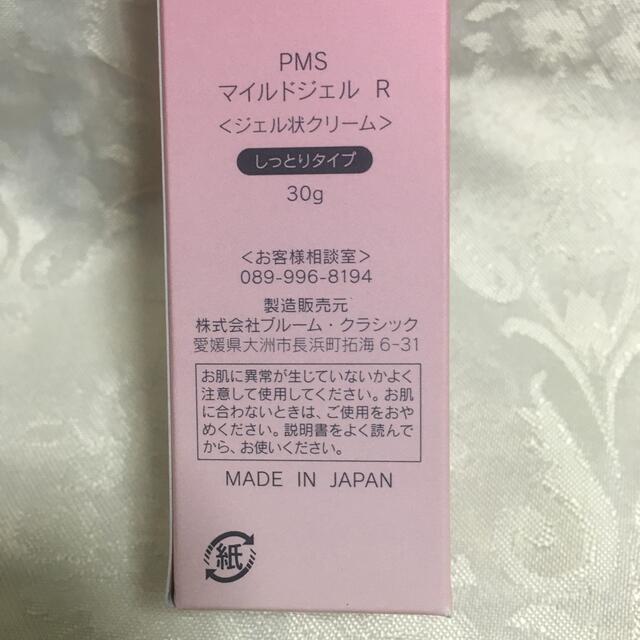 PMS
マイルドジェル R
＜ジェル状クリーム＞
しっとりタイプ
30g
＜お客様相談室＞
089-996-8194
製造販売元
株式会社ブルーム・クラシック
愛媛県大洲市長浜町拓海 6-31
お肌に異常が生じていないかよく
注意して使用してください。お肌
に合わないときは、ご使用をおや
めください。説明書をよく読んで
から、お使いください。
MADE IN JAPAN
紙